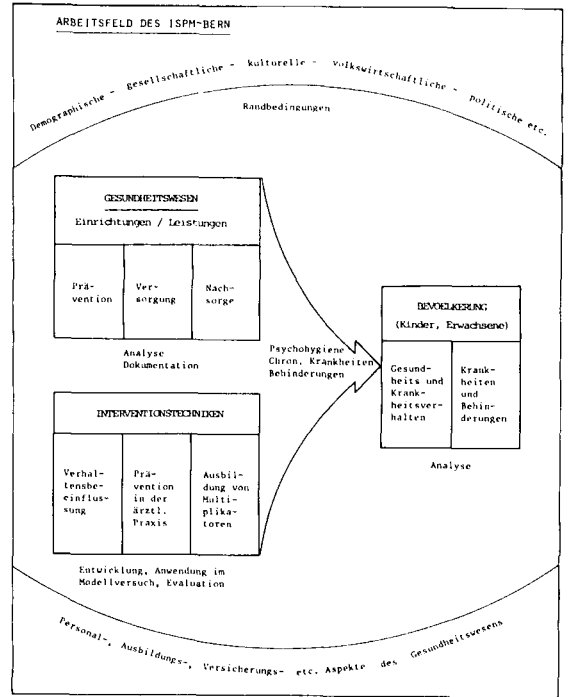 ARBEITSFELD DES ISPM-BERN
Demographische - gesellschaftliche - kulturelle - volkswirtschaftliche - politische etc.
Randbedingungen
GESUNDHEITSWESEN
Einrichtungen / Leistungen
Prä-
vention
Ver-
sorgung
Nach-
sorge
Analyse
Dokumentation
Psychohygiene
Chron. Krankheiten
Behinderungen
BEVOELKERUNG
(Kinder, Erwachsene)
Gesund-
heits und
Krank-
heitsver-
halten
Krank-
heiten
und
Behin-
derungen
Analyse
INTERVENTIONSTECHNIKEN
Verhal-
tensbe-
einflus-
sung
Prä-
vention
in der
ärztl.
Praxis
Ausbil-
dung von
Multi-
plika-
toren
Entwicklung, Anwendung im
Modellversuch, Evaluation
Personal-, Ausbildungs-, Versicherungs- etc. Aspekte des Gesundheitswesens